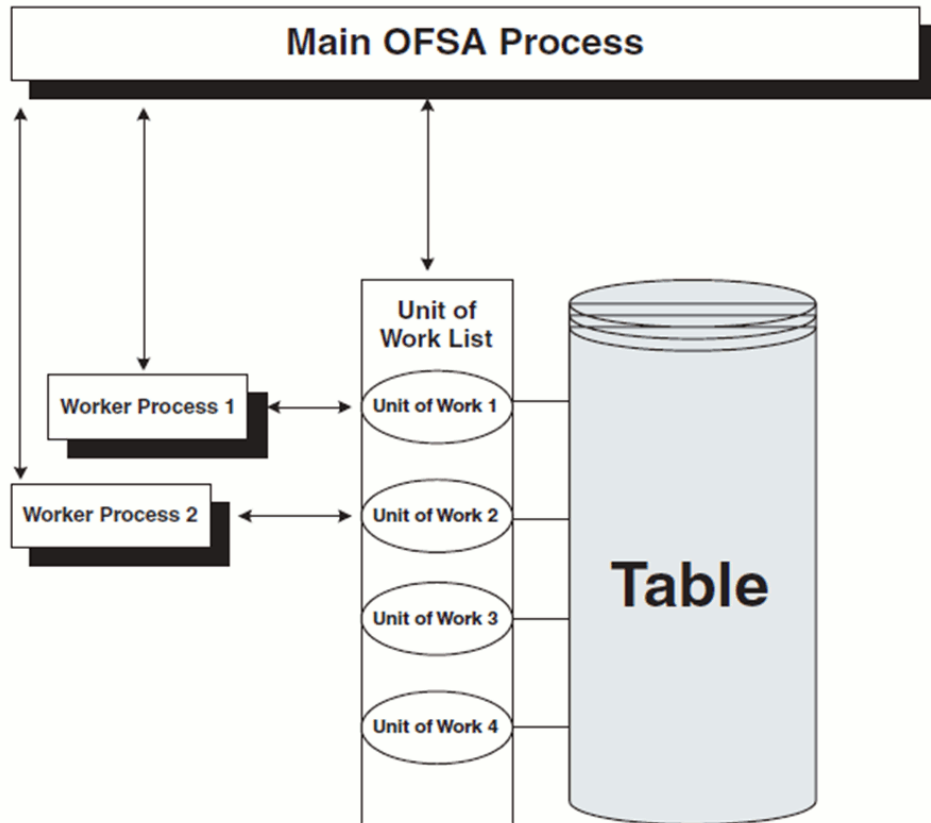 Main OFSA Process
Unit of
Work List
Worker Process 1
Unit of Work 1
Worker Process 2
Unit of Work 2
Unit of Work 3
Unit of Work 4
Table